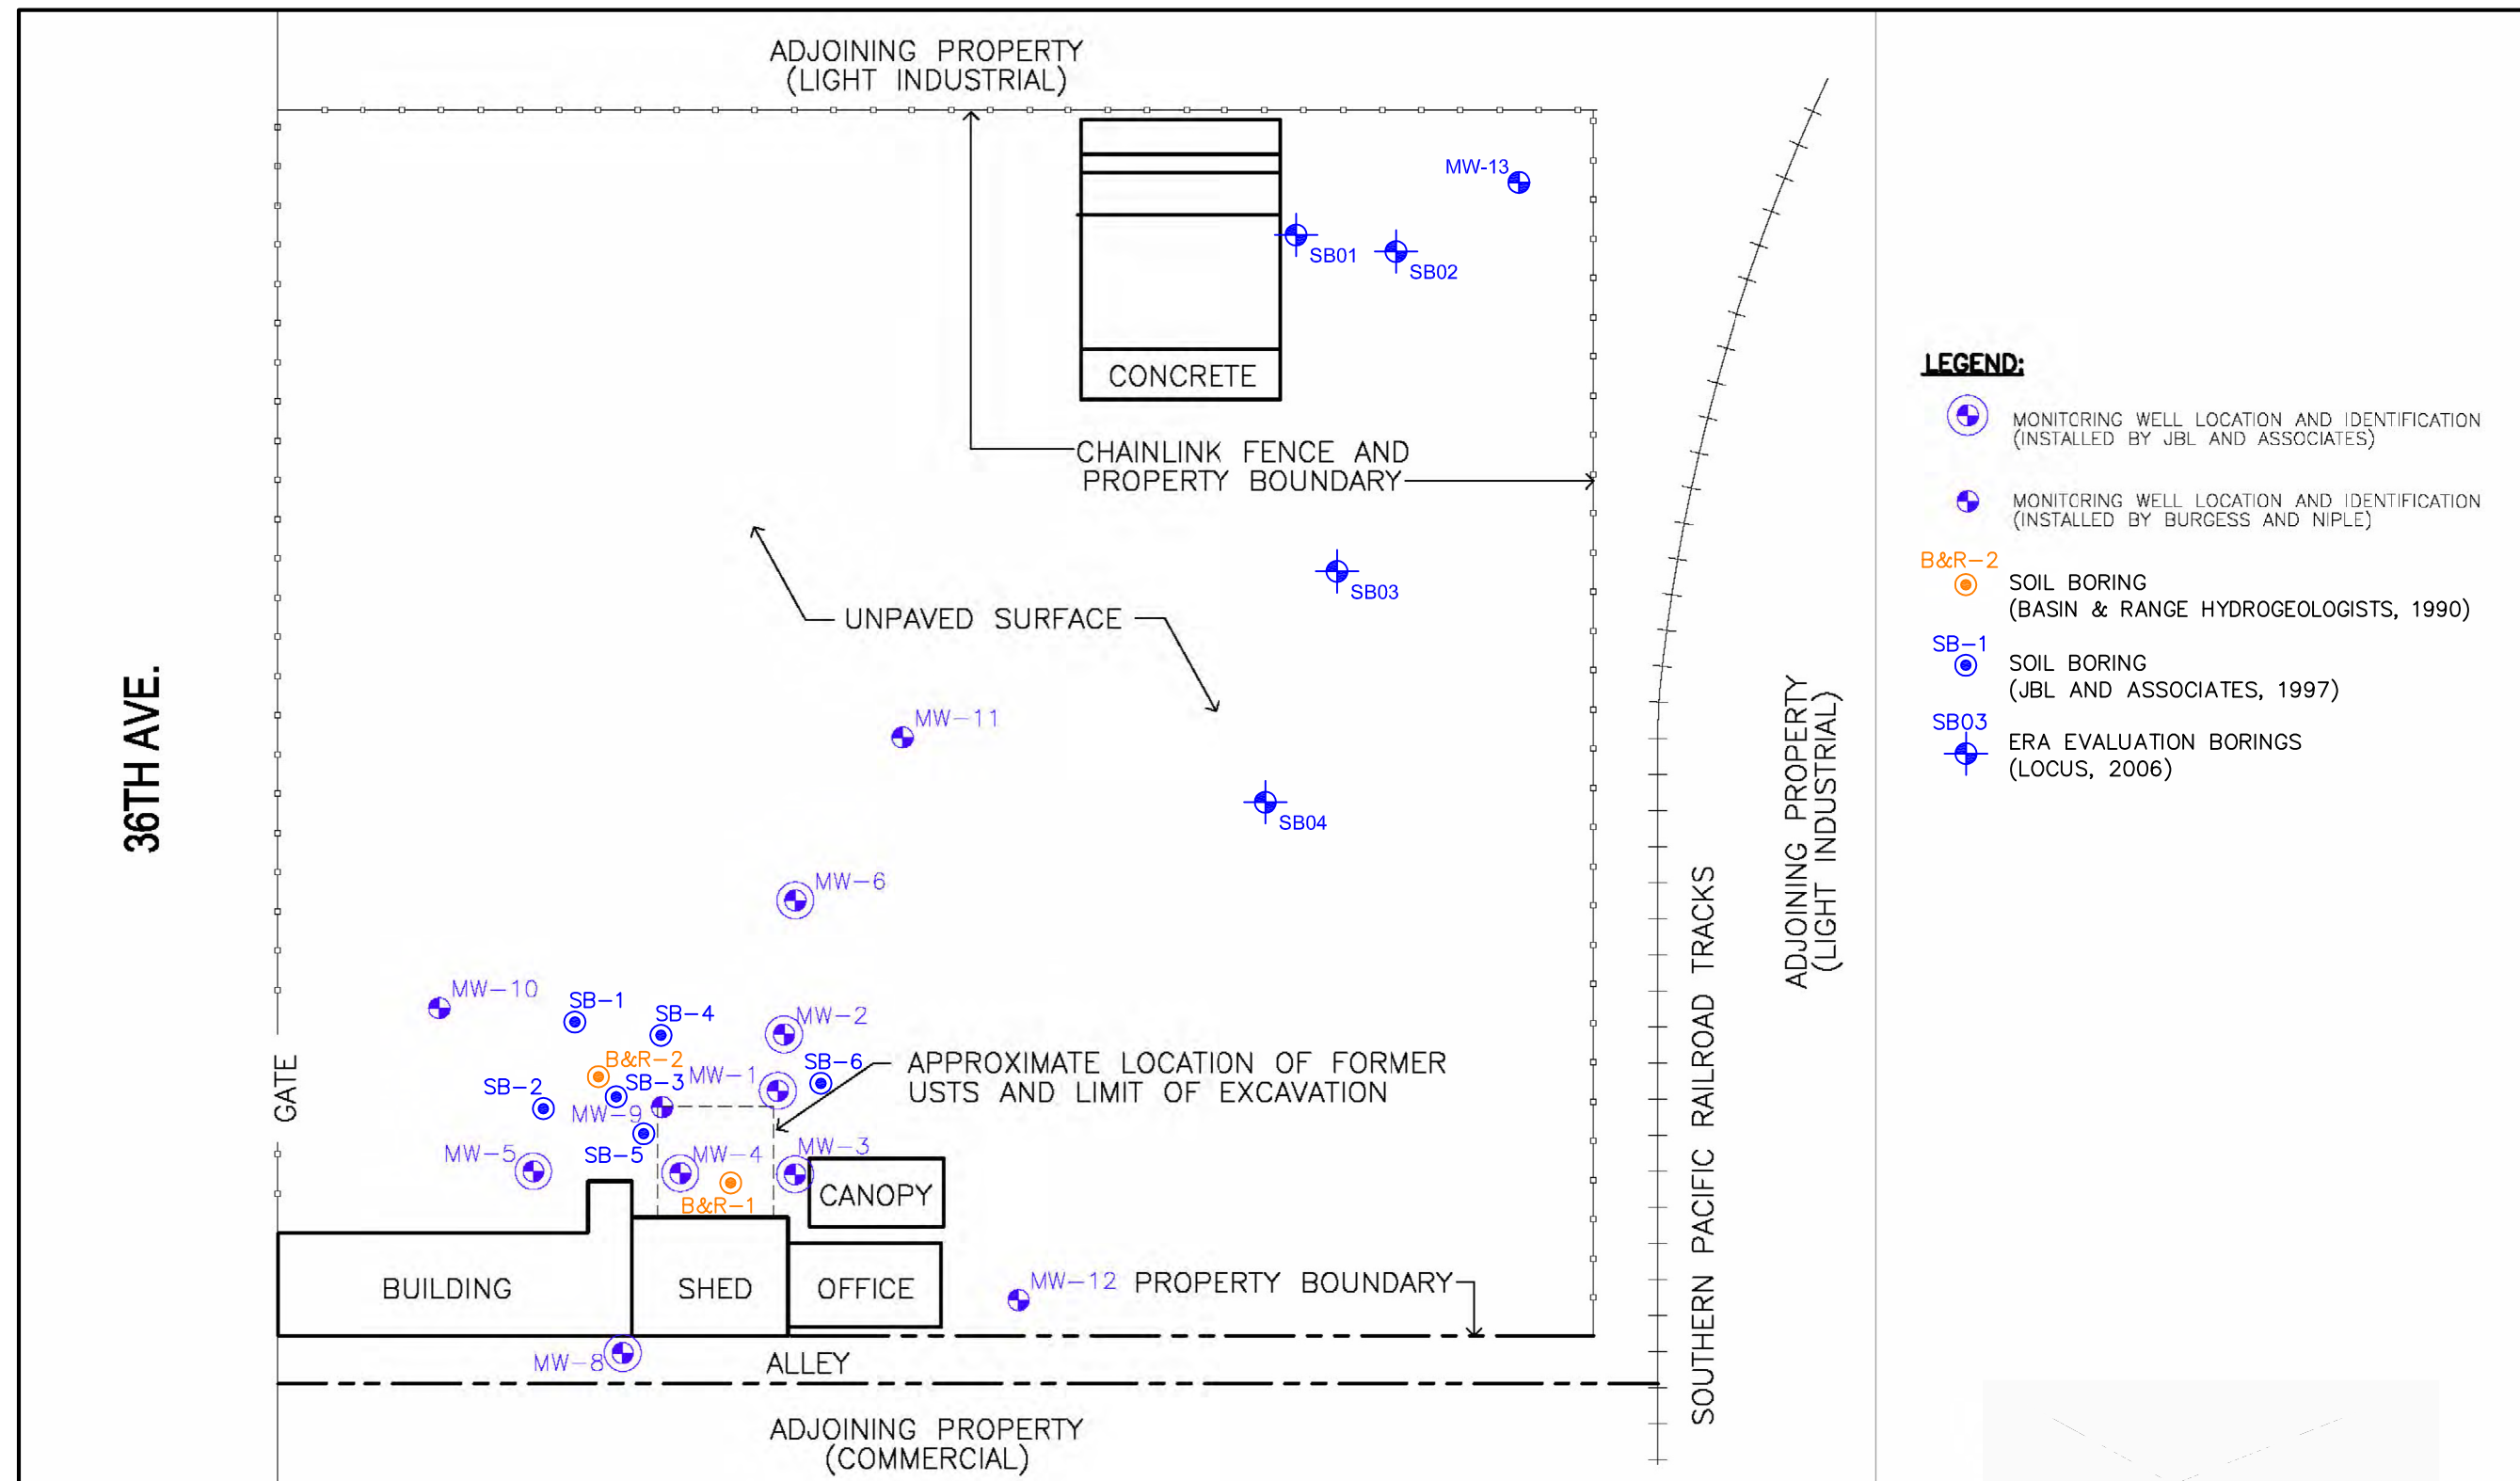 ADJOINING PROPERTY
(LIGHT INDUSTRIAL)
MW-13
SB01
SB02
CONCRETE
CHAINLINK FENCE AND
PROPERTY BOUNDARY
SB03
UNPAVED SURFACE
MW-11
SB04
MW-6
36TH AVE.
MW-10
SB-1
SB-4
MW-2
B&R-2
SB-3
MW-1
SB-6
SB-2
MW-9
APPROXIMATE LOCATION OF FORMER
USTS AND LIMIT OF EXCAVATION
GATE
MW-5
SB-5
MW-4
MW-3
B&R-1
CANOPY
BUILDING
SHED
OFFICE
MW-12
PROPERTY BOUNDARY
MW-8
ALLEY
ADJOINING PROPERTY
(COMMERCIAL)
SOUTHERN PACIFIC RAILROAD TRACKS
ADJOINING PROPERTY
(LIGHT INDUSTRIAL)
LEGEND:
MONITORING WELL LOCATION AND IDENTIFICATION
(INSTALLED BY JBL AND ASSOCIATES)
MONITORING WELL LOCATION AND IDENTIFICATION
(INSTALLED BY BURGESS AND NIPLE)
B&R-2
SOIL BORING
(BASIN & RANGE HYDROGEOLOGISTS, 1990)
SB-1
SOIL BORING
(JBL AND ASSOCIATES, 1997)
SB03
ERA EVALUATION BORINGS
(LOCUS, 2006)